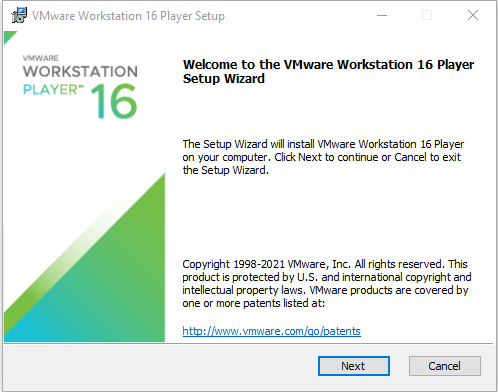 VMware Workstation 16 Player Setup
VMWARE
WORKSTATION
PLAYER™ 16
Welcome to the VMware Workstation 16 Player
Setup Wizard
The Setup Wizard will install VMware Workstation 16 Player
on your computer. Click Next to continue or Cancel to exit
the Setup Wizard.
Copyright 1998-2021 VMware, Inc. All rights reserved. This
product is protected by U.S. and international copyright and
intellectual property laws. VMware products are covered by
one or more patents listed at:
http://www.vmware.com/go/patents
Next
Cancel